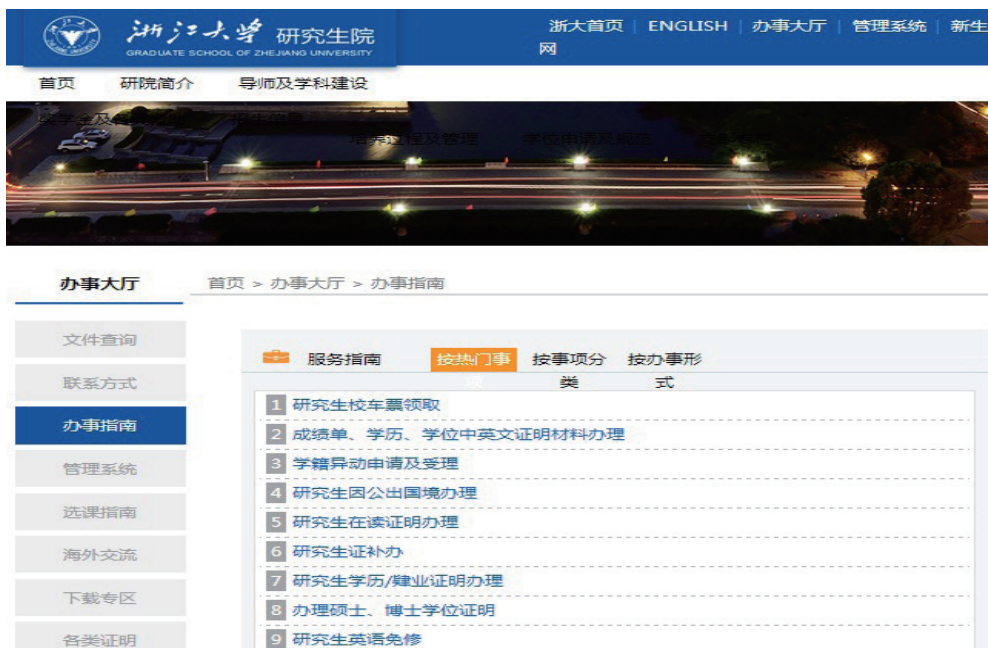 浙江大学 研究生院
GRADUATE SCHOOL OF ZHEJIANG UNIVERSITY
浙大首页 | ENGLISH | 办事大厅 | 管理系统 | 新生
网
首页 研院简介 导师及学科建设
招生信息
培养过程及管理 学位申请及规范
办事大厅
首页 > 办事大厅 > 办事指南
文件查询
联系方式
办事指南
管理系统
选课指南
海外交流
下载专区
各类证明
服务指南 按热门事 按事项分 按办事形
项 类 式
1 研究生校车票领取
2 成绩单、学历、学位中英文证明材料办理
3 学籍异动申请及受理
4 研究生因公出国境办理
5 研究生在读证明办理
6 研究生证补办
7 研究生学历/肄业证明办理
8 办理硕士、博士学位证明
9 研究生英语免修